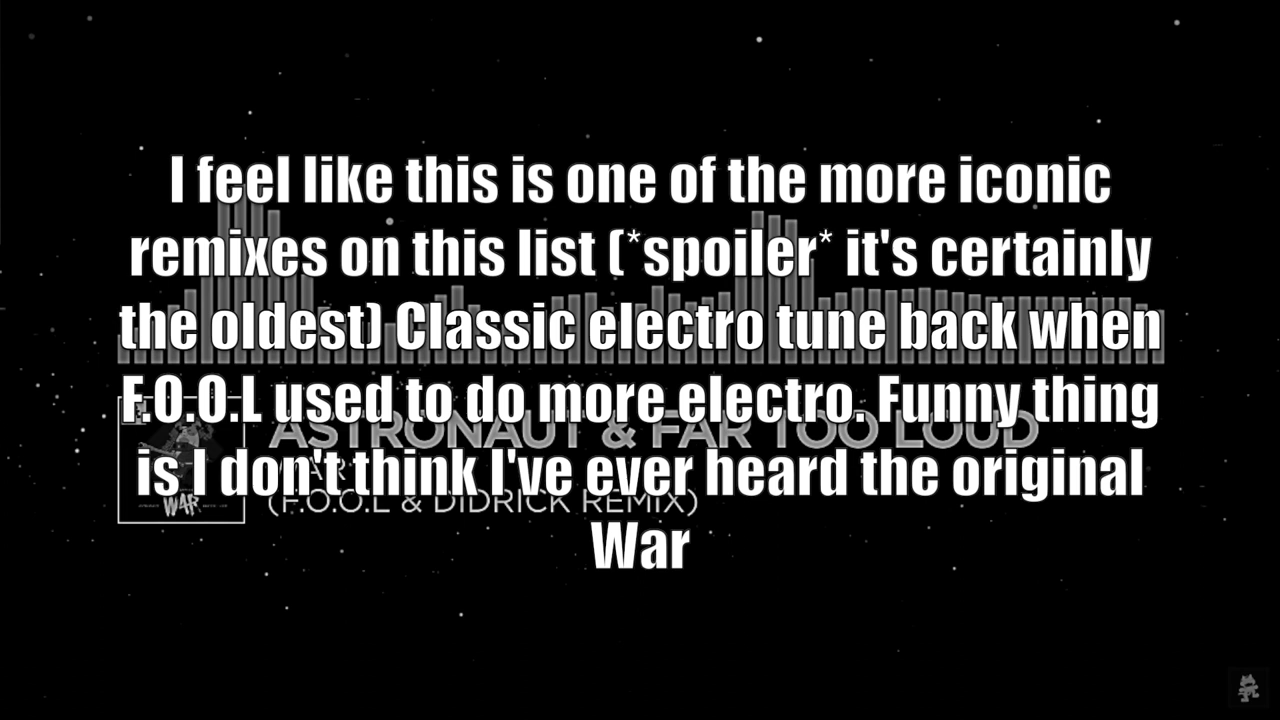 I feel like this is one of the more iconic
remixes on this list (*spoiler* it's certainly
the oldest) Classic electro tune back when
F.O.O.L used to do more electro. Funny thing
is I don't think I've ever heard the original
War
ASTRONAUT & FAR TOO LOUD
WAR
(F.O.O.L & DIDRICK REMIX)
WAR